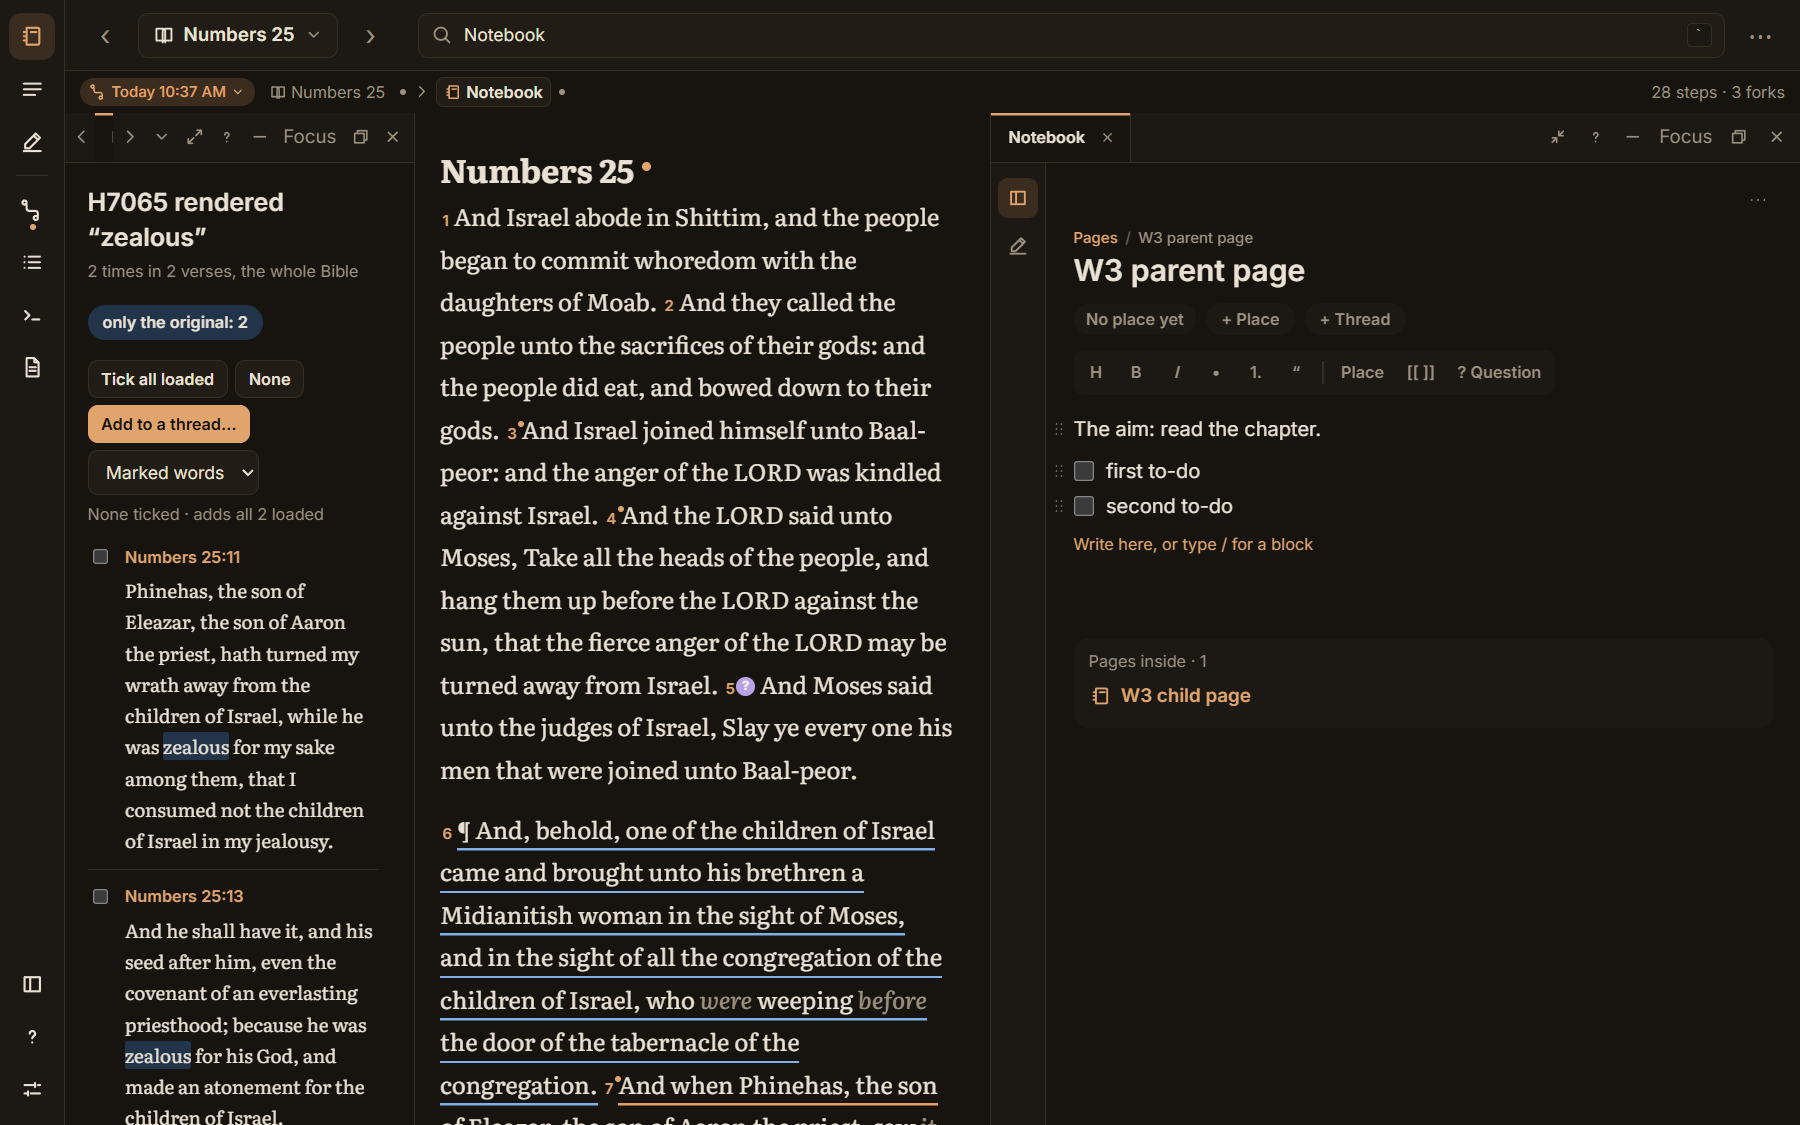 Numbers 25
Notebook
`
Today 10:37 AM
Numbers 25
Notebook
28 steps · 3 forks
? Focus
H7065 rendered
“zealous”
2 times in 2 verses, the whole Bible
only the original: 2
Tick all loaded
None
Add to a thread...
Marked words
None ticked · adds all 2 loaded
Numbers 25:11
Phinehas, the son of
Eleazar, the son of Aaron
the priest, hath turned my
wrath away from the
children of Israel, while he
was zealous for my sake
among them, that I
consumed not the children
of Israel in my jealousy.
Numbers 25:13
And he shall have it, and his
seed after him, even the
covenant of an everlasting
priesthood; because he was
zealous for his God, and
made an atonement for the
children of Israel.
Numbers 25
1 And Israel abode in Shittim, and the people
began to commit whoredom with the
daughters of Moab. 2 And they called the
people unto the sacrifices of their gods: and
the people did eat, and bowed down to their
gods. 3 And Israel joined himself unto Baal-
peor: and the anger of the LORD was kindled
against Israel. 4 And the LORD said unto
Moses, Take all the heads of the people, and
hang them up before the LORD against the
sun, that the fierce anger of the LORD may be
turned away from Israel. 5 ? And Moses said
unto the judges of Israel, Slay ye every one his
men that were joined unto Baal-peor.
6 ¶ And, behold, one of the children of Israel
came and brought unto his brethren a
Midianitish woman in the sight of Moses,
and in the sight of all the congregation of the
children of Israel, who were weeping before
the door of the tabernacle of the
congregation. 7 And when Phinehas, the son
of Eleazar, the son of Aaron the priest, saw it
Notebook
? Focus
Pages / W3 parent page
W3 parent page
No place yet
+ Place
+ Thread
H B I • 1. “ Place [[ ]] ? Question
The aim: read the chapter.
first to-do
second to-do
Write here, or type / for a block
Pages inside · 1
W3 child page
?